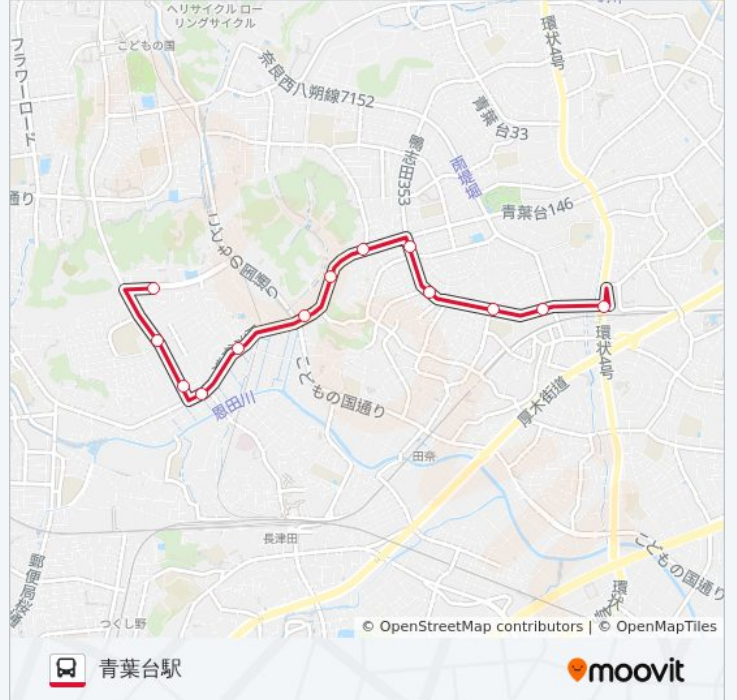 ヘリサイクル ロー
リングサイクル
環状4号
フラワーロード
こどもの国
奈良西八朔線7152
青葉台33
鴨志田353
雨堤堀
通り
青葉台146
こどもの国通り
環状4号
こどもの国通り
厚木街道
恩田川
田奈
長津田
こどもの国通り
郵便局桜通
環状
つくし野
© OpenStreetMap contributors | © OpenMapTiles
青葉台駅
moovit